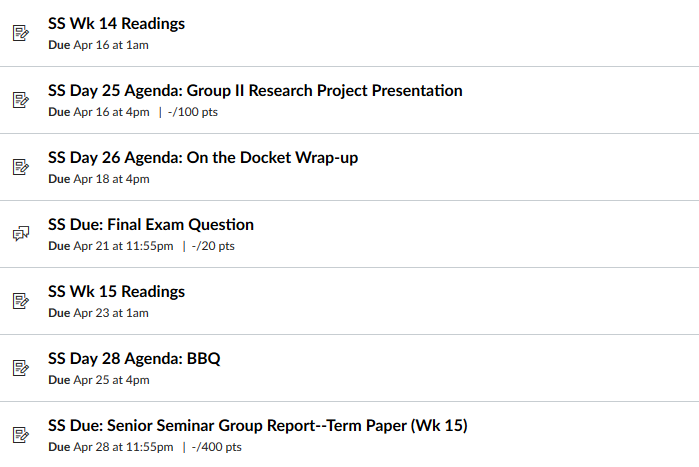 SS Wk 14 Readings
Due Apr 16 at 1am
SS Day 25 Agenda: Group II Research Project Presentation
Due Apr 16 at 4pm | -/100 pts
SS Day 26 Agenda: On the Docket Wrap-up
Due Apr 18 at 4pm
SS Due: Final Exam Question
Due Apr 21 at 11:55pm | -/20 pts
SS Wk 15 Readings
Due Apr 23 at 1am
SS Day 28 Agenda: BBQ
Due Apr 25 at 4pm
SS Due: Senior Seminar Group Report--Term Paper (Wk 15)
Due Apr 28 at 11:55pm | -/400 pts